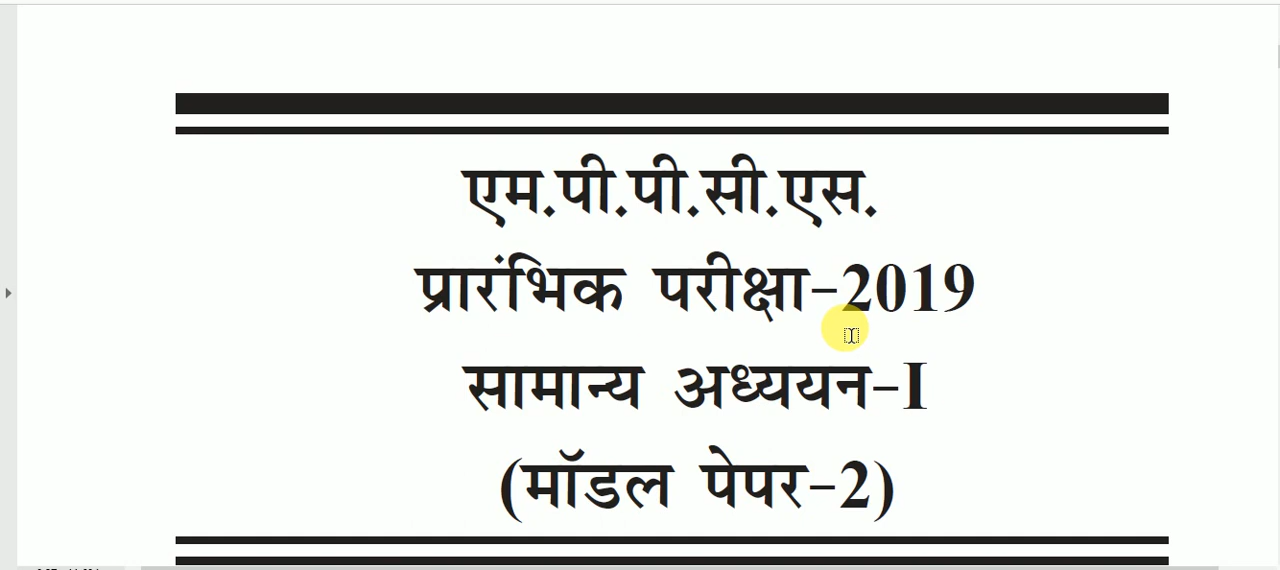 एम.पी.पी.सी.एस.
प्रारंभिक परीक्षा-2019
सामान्य अध्ययन-I
(मॉडल पेपर-2)